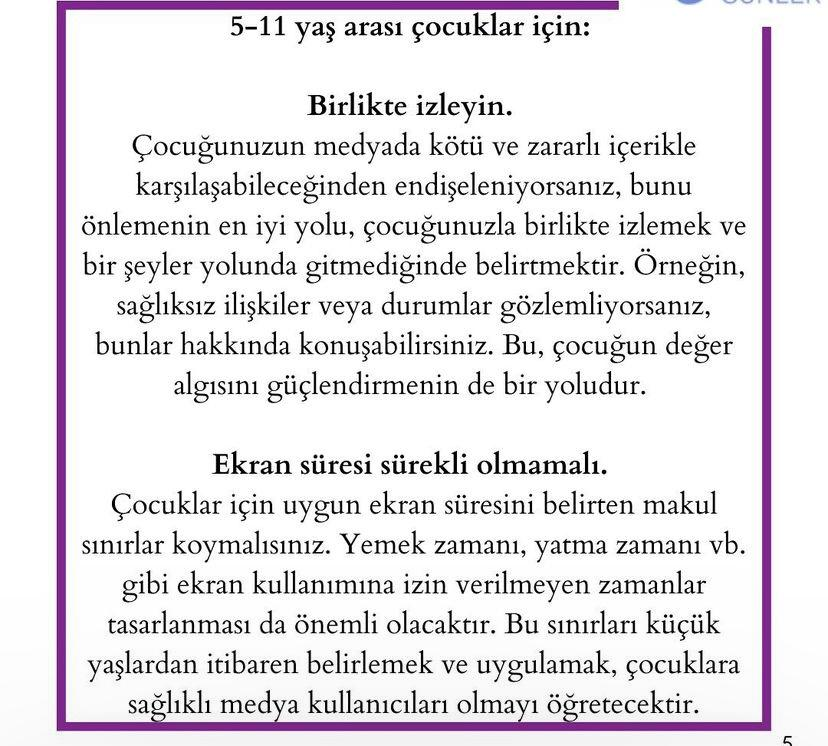 5-11 yaş arası çocuklar için:
Birlikte izleyin.
Çocuğunuzun medyada kötü ve zararlı içerikle
karşılaşabileceğinden endişeleniyorsanız, bunu
önlemenin en iyi yolu, çocuğunuzla birlikte izlemek ve
bir şeyler yolunda gitmediğinde belirtmektir. Örneğin,
sağlıksız ilişkiler veya durumlar gözlemliyorsanız,
bunlar hakkında konuşabilirsiniz. Bu, çocuğun değer
algısını güçlendirmenin de bir yoludur.
Ekran süresi sürekli olmamalı.
Çocuklar için uygun ekran süresini belirten makul
sınırlar koymalısınız. Yemek zamanı, yatma zamanı vb.
gibi ekran kullanımına izin verilmeyen zamanlar
tasarlanması da önemli olacaktır. Bu sınırları küçük
yaşlardan itibaren belirlemek ve uygulamak, çocuklara
sağlıklı medya kullanıcıları olmayı öğretecektir.
5